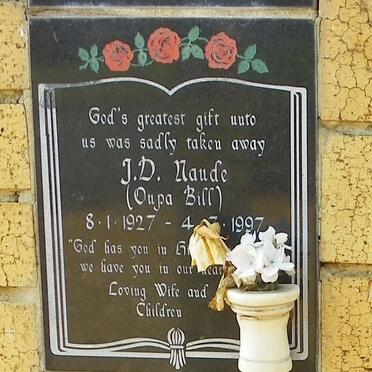 God's greatest gift unto
us was sadly taken away
J.D. Naude
(Oupa Bill)
8·1·1927 - 4· ·1997
"God has you in
we have you in our
Loving Wife and
Children